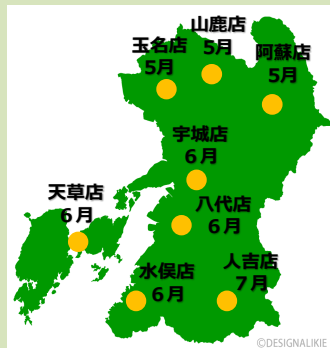 山鹿店
5月
玉名店
5月
阿蘇店
5月
宇城店
６月
天草店
６月
八代店
６月
水俣店
６月
人吉店
７月
©DESIGNALIKIE